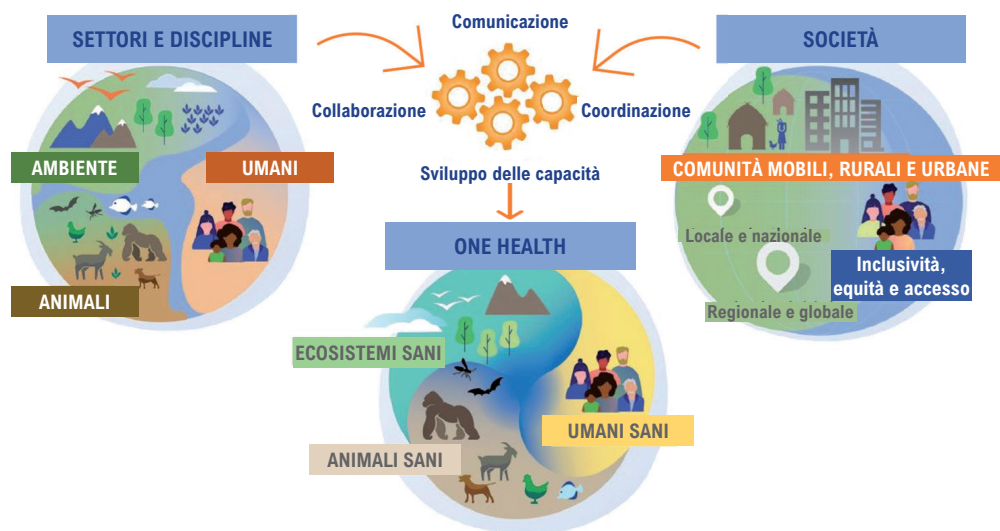 SETTORI E DISCIPLINE
AMBIENTE
UMANI
ANIMALI
Comunicazione
Collaborazione
Coordinazione
Sviluppo delle capacità
SOCIETÀ
COMUNITÀ MOBILI, RURALI E URBANE
Locale e nazionale
Inclusività,
equità e accesso
Regionale e globale
ONE HEALTH
ECOSISTEMI SANI
UMANI SANI
ANIMALI SANI